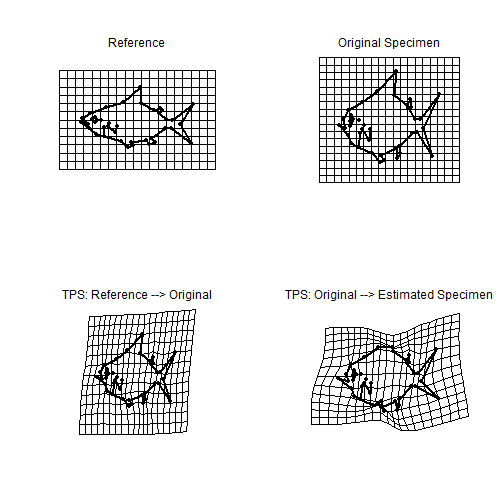 Reference
Original Specimen
TPS: Reference --> Original
TPS: Original --> Estimated Specimen